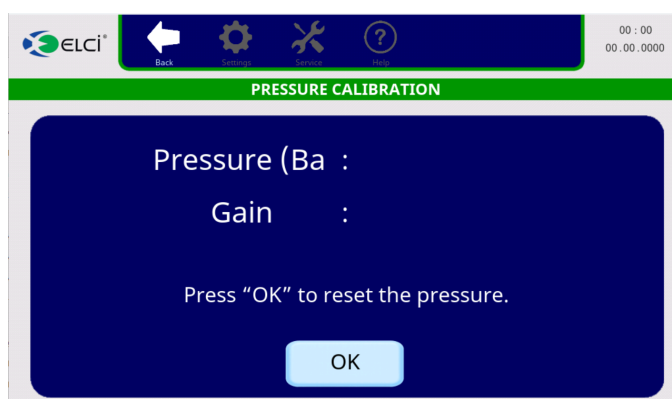 ELCi®
Back
Settings
Service
Help
00 : 00
00 . 00 . 0000
PRESSURE CALIBRATION
Pressure (Ba :
Gain :
Press “OK” to reset the pressure.
OK